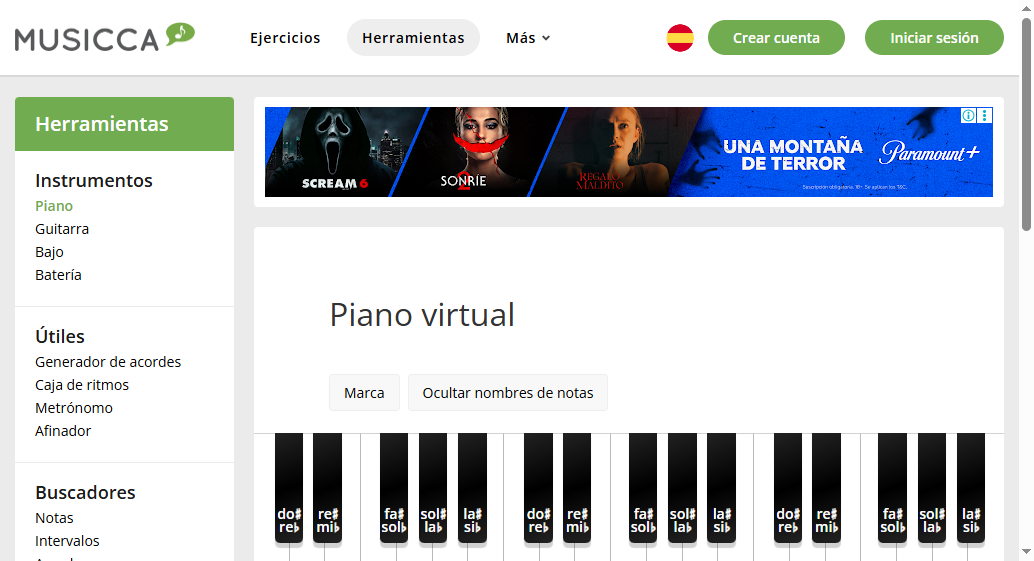 MUSICCA
Ejercicios
Herramientas
Más
Crear cuenta
Iniciar sesión
Herramientas
Instrumentos
Piano
Guitarra
Bajo
Batería
Útiles
Generador de acordes
Caja de ritmos
Metrónomo
Afinador
Buscadores
Notas
Intervalos
SCREAM 6
SONRÍE 2
REGALO
MALDITO
UNA MONTAÑA
DE TERROR
Paramount+
Suscripción obligatoria. 18+. Se aplican los T&C.
Piano virtual
Marca
Ocultar nombres de notas
do♯ re♯ fa♯ sol♯ la♯ do♯ re♯ fa♯ sol♯ la♯ do♯ re♯ fa♯ sol♯ la♯
re♭ mi♭ sol♭ la♭ si♭ re♭ mi♭ sol♭ la♭ si♭ re♭ mi♭ sol♭ la♭ si♭